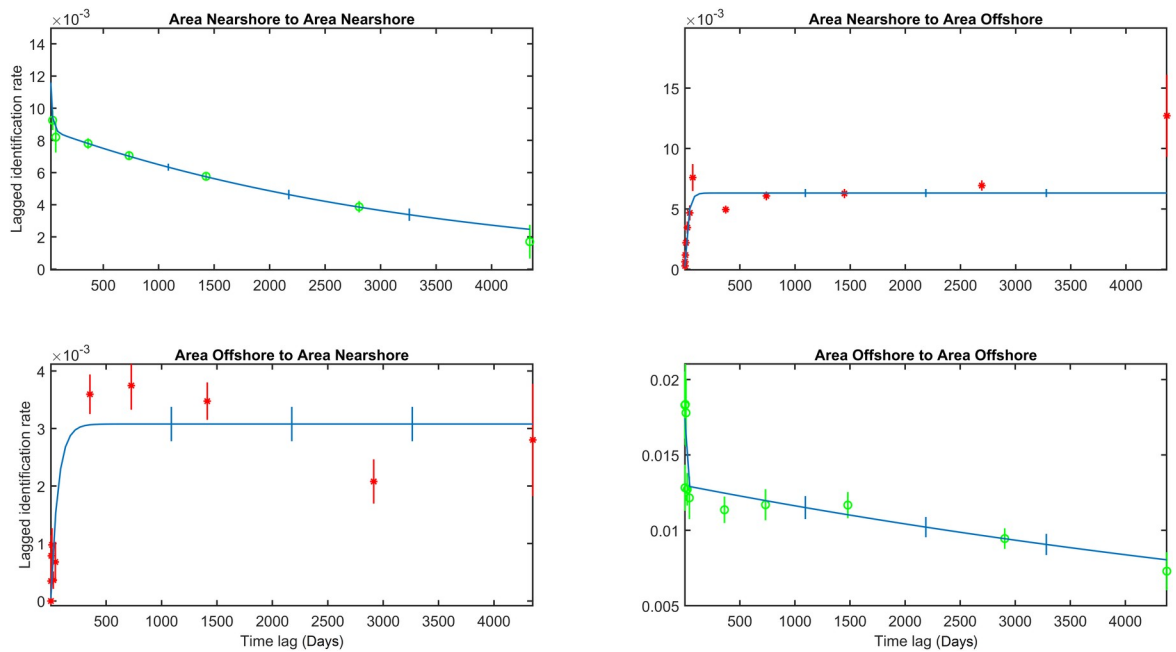 Area Nearshore to Area Nearshore
×10⁻³
14
12
10
8
6
4
2
0
Lagged identification rate
500 1000 1500 2000 2500 3000 3500 4000
Area Nearshore to Area Offshore
×10⁻³
15
10
5
0
500 1000 1500 2000 2500 3000 3500 4000
Area Offshore to Area Nearshore
×10⁻³
4
3
2
1
0
Lagged identification rate
500 1000 1500 2000 2500 3000 3500 4000
Time lag (Days)
Area Offshore to Area Offshore
0.02
0.015
0.01
0.005
500 1000 1500 2000 2500 3000 3500 4000
Time lag (Days)